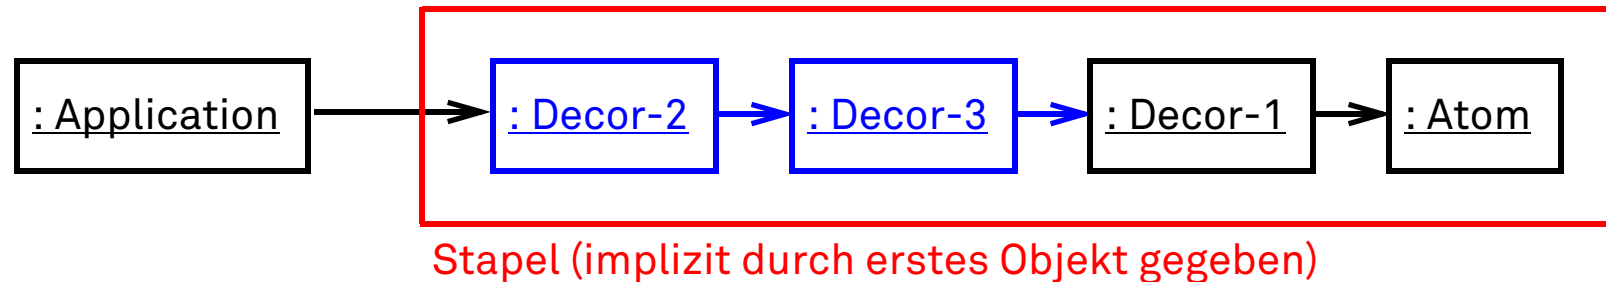 : Application : Decor-2 : Decor-3 : Decor-1 : Atom
Stapel (implizit durch erstes Objekt gegeben)